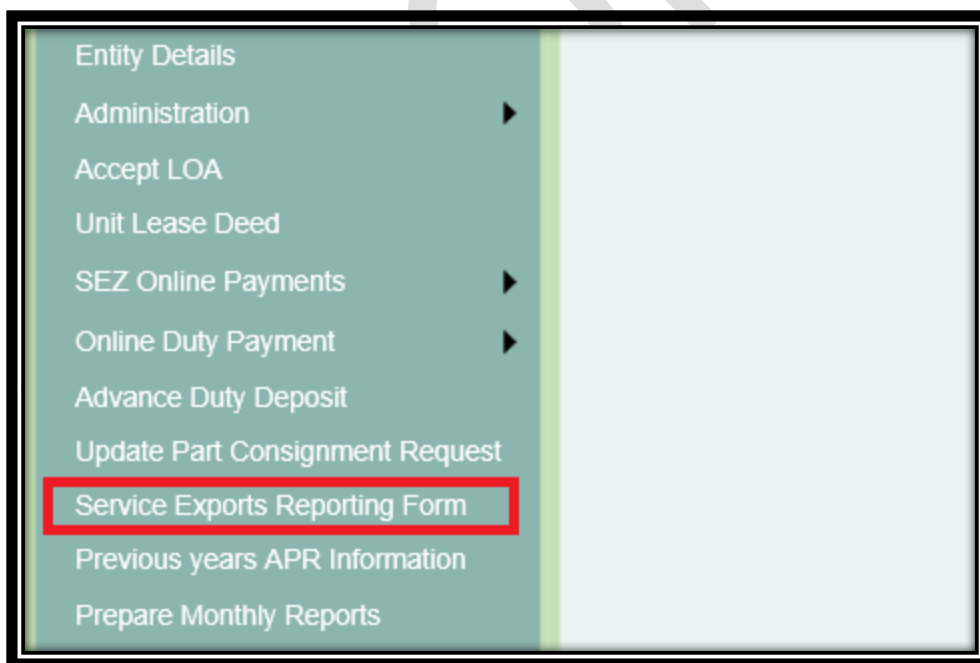 Entity Details
Administration
Accept LOA
Unit Lease Deed
SEZ Online Payments
Online Duty Payment
Advance Duty Deposit
Update Part Consignment Request
Service Exports Reporting Form
Previous years APR Information
Prepare Monthly Reports